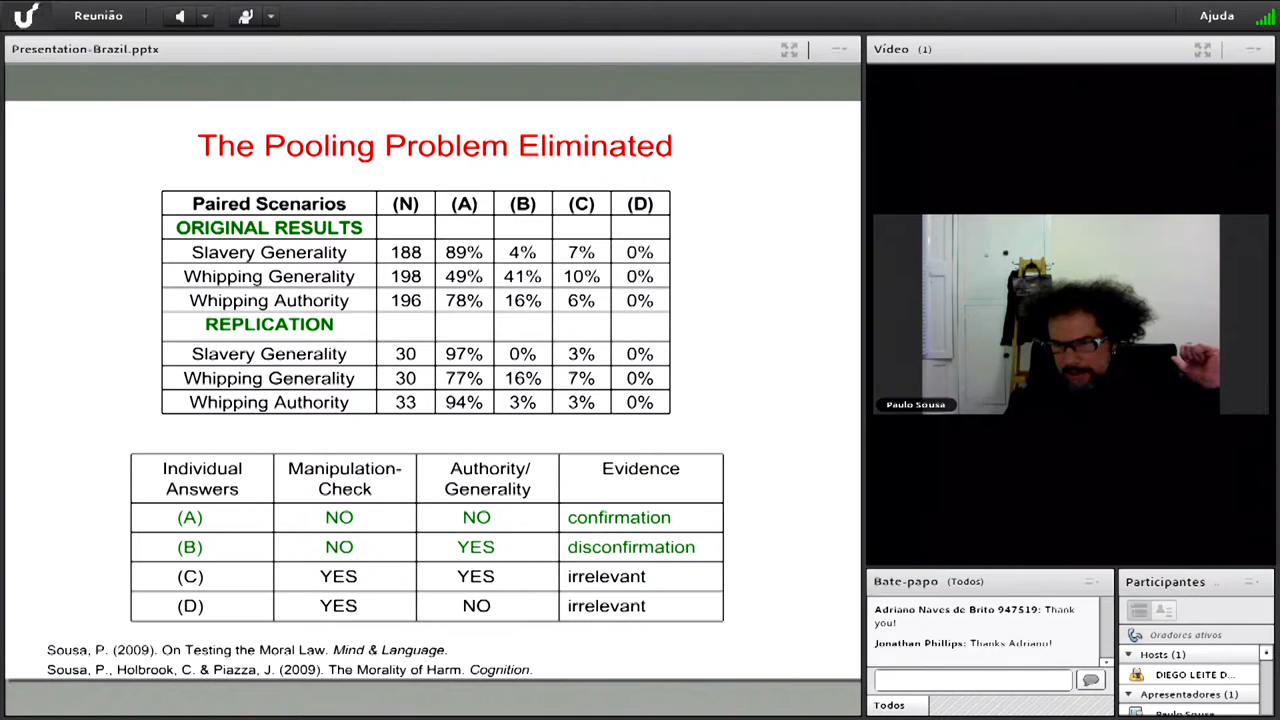 Reunião
Ajuda
Presentation-Brazil.pptx
The Pooling Problem Eliminated
Paired Scenarios (N) (A) (B) (C) (D)
ORIGINAL RESULTS
Slavery Generality 188 89% 4% 7% 0%
Whipping Generality 198 49% 41% 10% 0%
Whipping Authority 196 78% 16% 6% 0%
REPLICATION
Slavery Generality 30 97% 0% 3% 0%
Whipping Generality 30 77% 16% 7% 0%
Whipping Authority 33 94% 3% 3% 0%
Individual Answers Manipulation-Check Authority/Generality Evidence
(A) NO NO confirmation
(B) NO YES disconfirmation
(C) YES YES irrelevant
(D) YES NO irrelevant
Sousa, P. (2009). On Testing the Moral Law. Mind & Language.
Sousa, P., Holbrook, C. & Piazza, J. (2009). The Morality of Harm. Cognition.
Vídeo (1)
Paulo Sousa
Bate-papo (Todos)
Adriano Naves de Brito 947519: Thank
you!
Jonathan Phillips: Thanks Adriano!
Todos
Participantes
Oradores ativos
Hosts (1)
DIEGO LEITE D...
Apresentadores (1)
Paulo Sousa